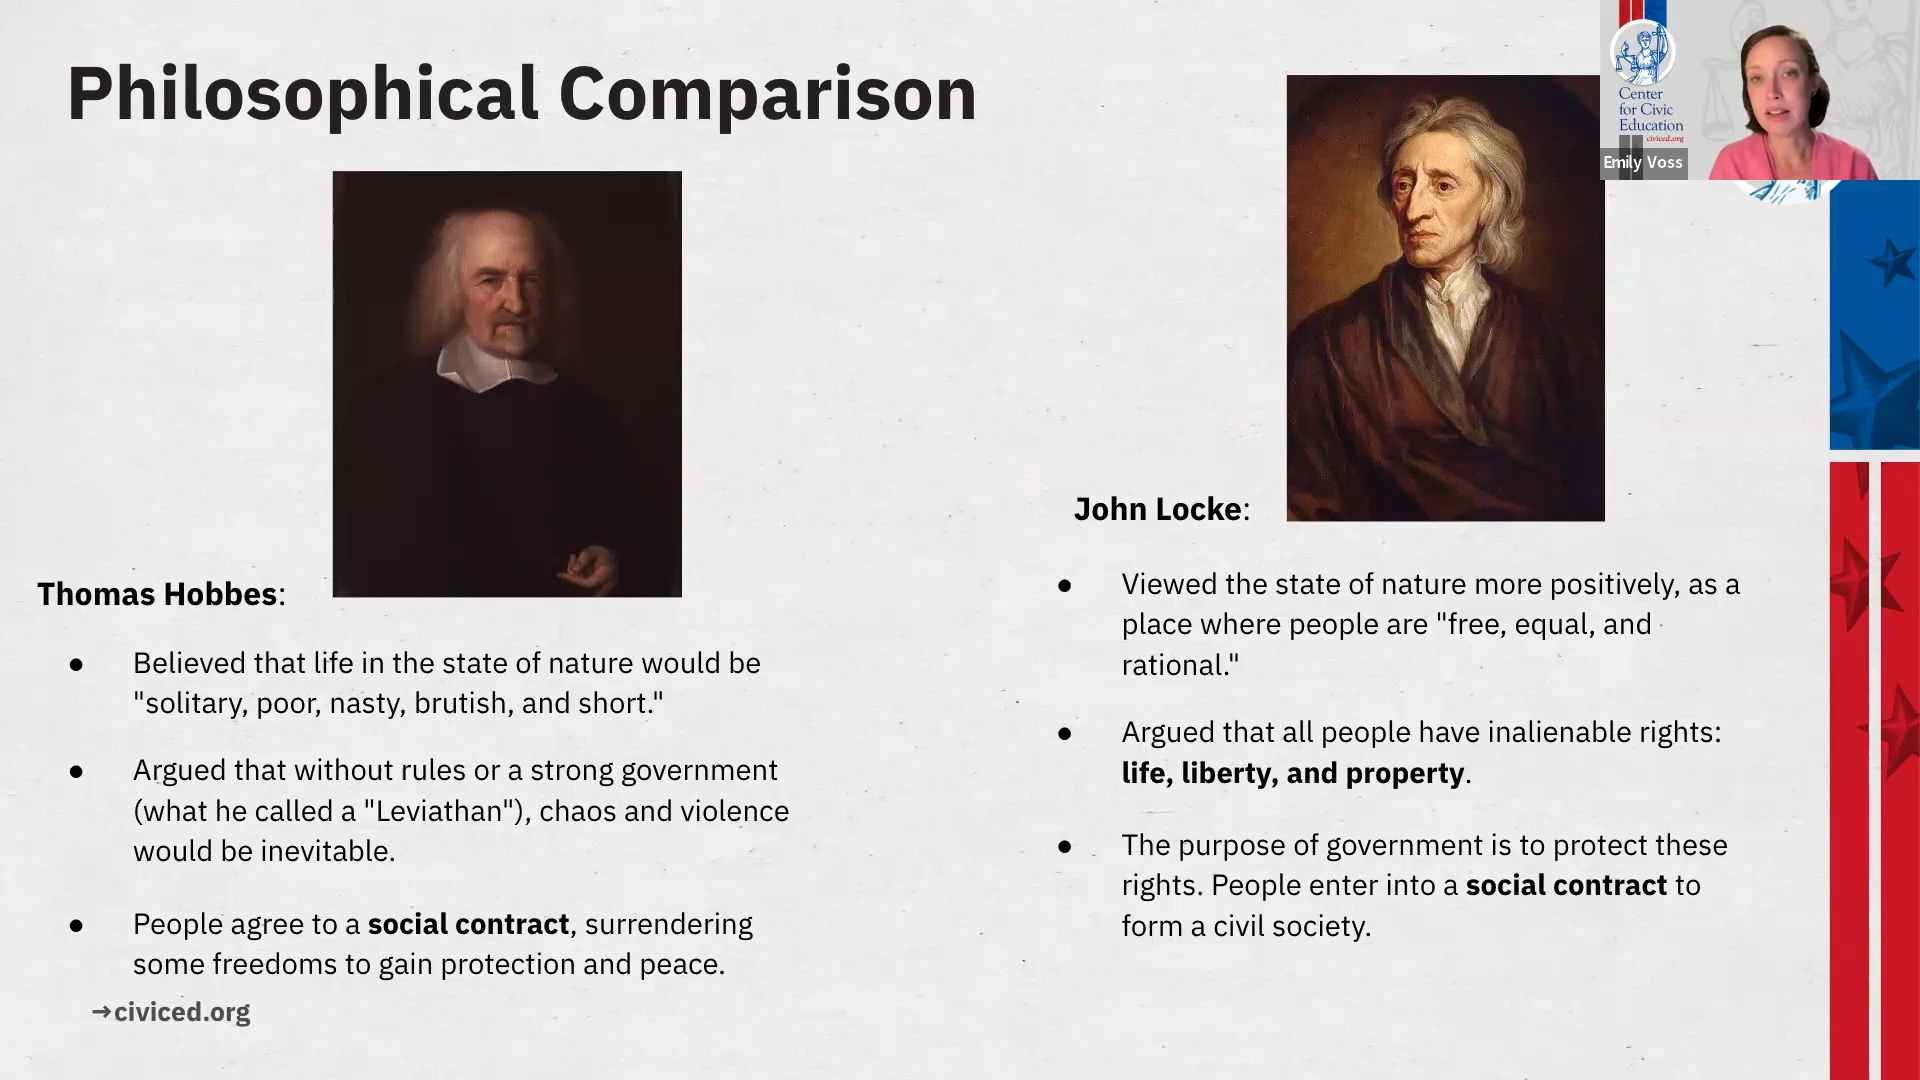 Philosophical Comparison
Center
for Civic
Education
civiced.org
Emily Voss
Thomas Hobbes:
● Believed that life in the state of nature would be
"solitary, poor, nasty, brutish, and short."
● Argued that without rules or a strong government
(what he called a "Leviathan"), chaos and violence
would be inevitable.
● People agree to a social contract, surrendering
some freedoms to gain protection and peace.
John Locke:
● Viewed the state of nature more positively, as a
place where people are "free, equal, and
rational."
● Argued that all people have inalienable rights:
life, liberty, and property.
● The purpose of government is to protect these
rights. People enter into a social contract to
form a civil society.
→civiced.org